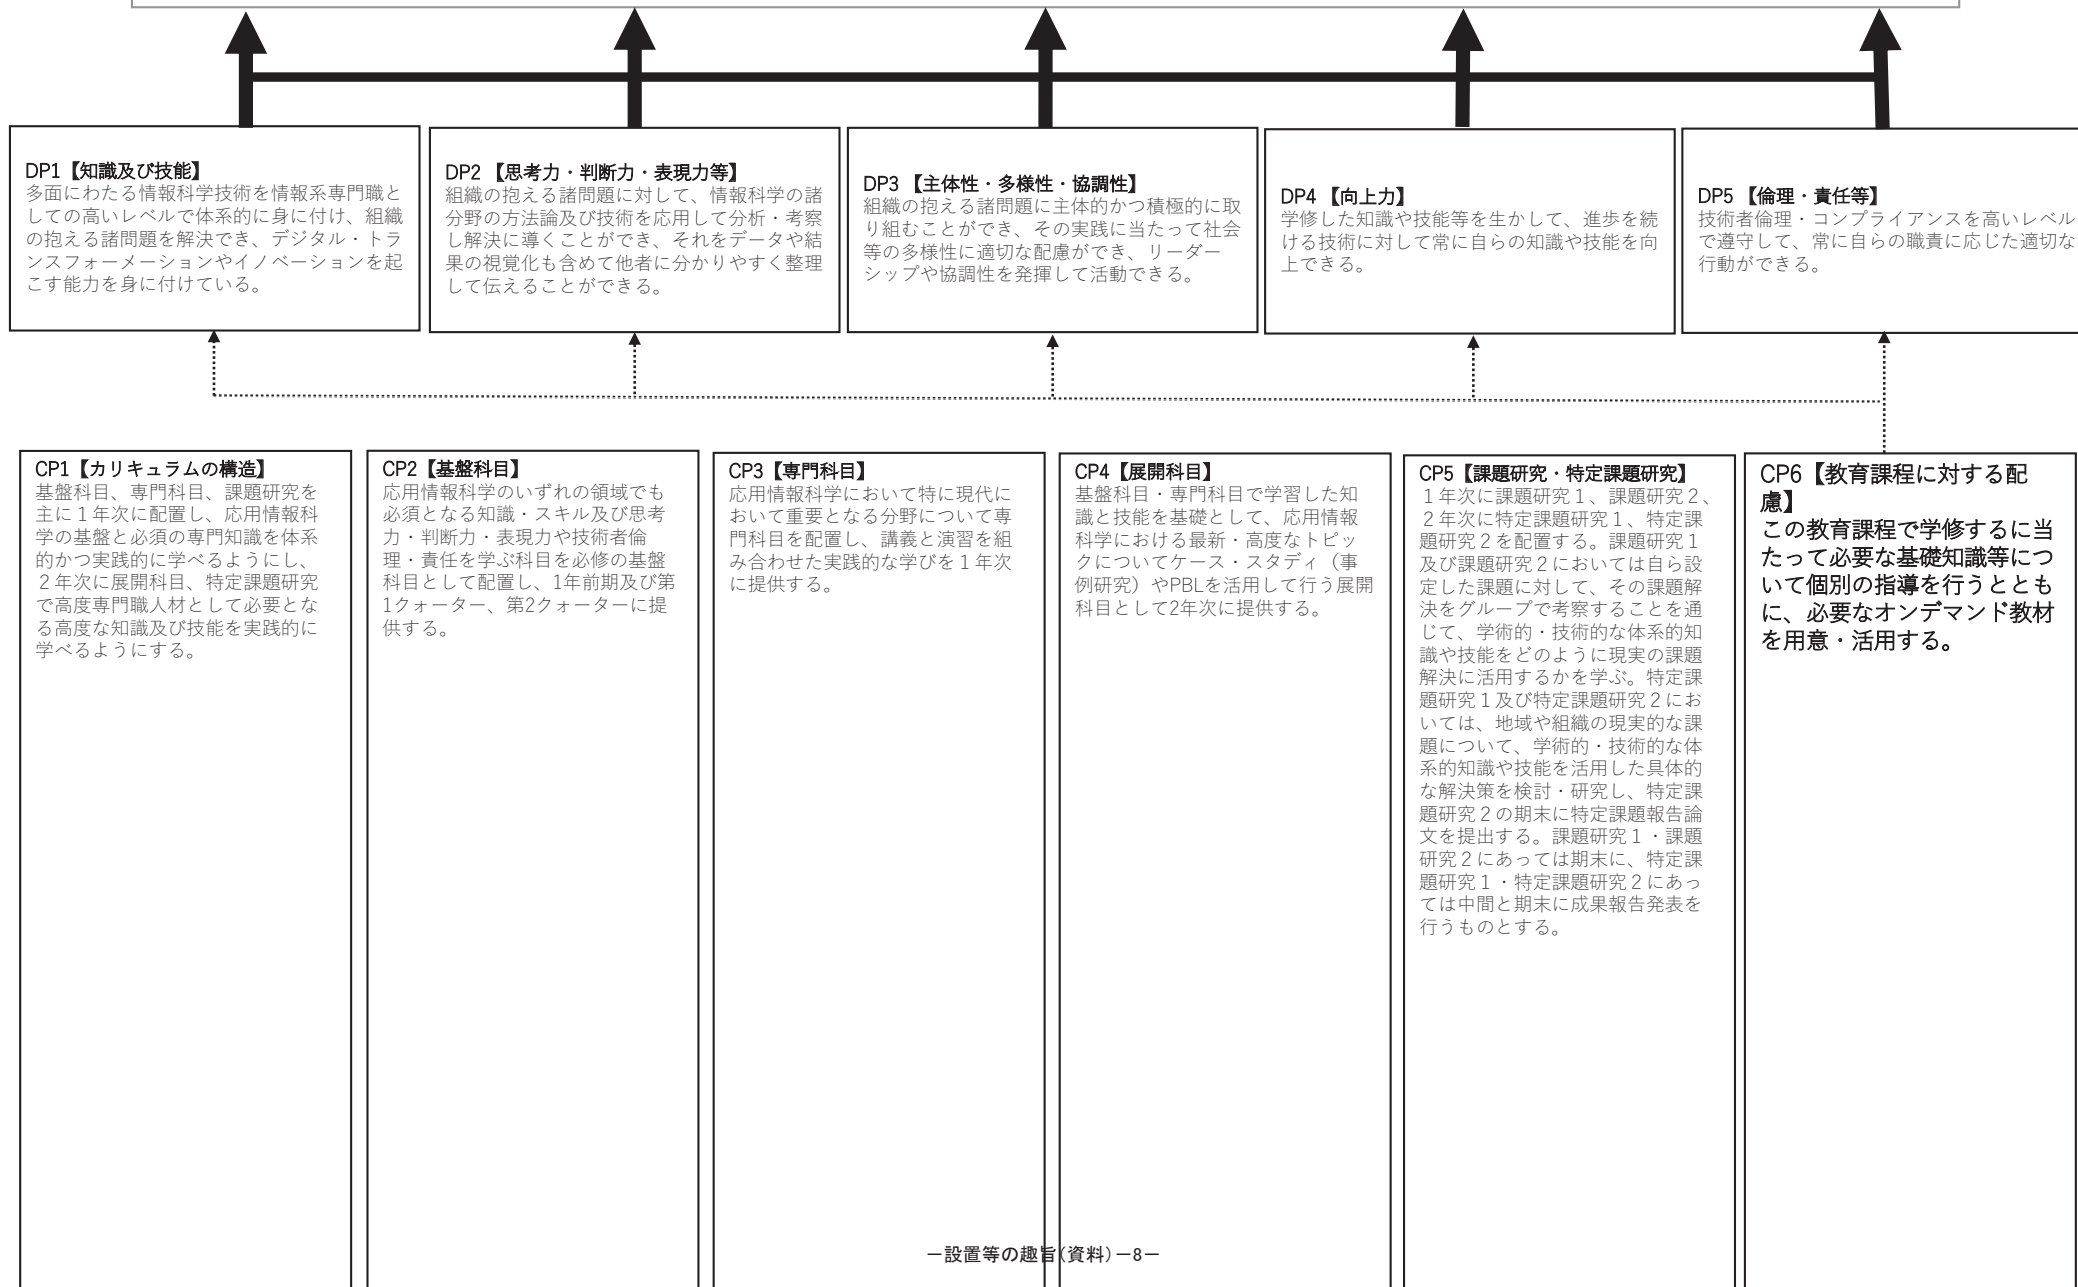 DP1【知識及び技能】
多面にわたる情報科学技術を情報系専門職と
しての高いレベルで体系的に身に付け、組織
の抱える諸問題を解決でき、デジタル・トラ
ンスフォーメーションやイノベーションを起
こす能力を身に付けている。
DP2 【思考力・判断力・表現力等】
組織の抱える諸問題に対して、情報科学の諸
分野の方法論及び技術を応用して分析・考察
し解決に導くことができ、それをデータや結
果の視覚化も含めて他者に分かりやすく整理
して伝えることができる。
DP3 【主体性・多様性・協調性】
組織の抱える諸問題に主体的かつ積極的に取
り組むことができ、その実践に当たって社会
等の多様性に適切な配慮ができ、リーダー
シップや協調性を発揮して活動できる。
DP4 【向上力】
学修した知識や技能等を生かして、進歩を続
ける技術に対して常に自らの知識や技能を向
上できる。
DP5 【倫理・責任等】
技術者倫理・コンプライアンスを高いレベル
で遵守して、常に自らの職責に応じた適切な
行動ができる。
CP1【カリキュラムの構造】
基盤科目、専門科目、課題研究を
主に１年次に配置し、応用情報科
学の基盤と必須の専門知識を体系
的かつ実践的に学べるようにし、
２年次に展開科目、特定課題研究
で高度専門職人材として必要とな
る高度な知識及び技能を実践的に
学べるようにする。
CP2【基盤科目】
応用情報科学のいずれの領域でも
必須となる知識・スキル及び思考
力・判断力・表現力や技術者倫
理・責任を学ぶ科目を必修の基盤
科目として配置し、1年前期及び第
1クォーター、第2クォーターに提
供する。
CP3【専門科目】
応用情報科学において特に現代に
おいて重要となる分野について専
門科目を配置し、講義と演習を組
み合わせた実践的な学びを１年次
に提供する。
CP4【展開科目】
基盤科目・専門科目で学習した知
識と技能を基礎として、応用情報
科学における最新・高度なトピッ
クについてケース・スタディ（事
例研究）やPBLを活用して行う展開
科目として2年次に提供する。
CP5【課題研究・特定課題研究】
１年次に課題研究１、課題研究２、
２年次に特定課題研究１、特定課
題研究２を配置する。課題研究１
及び課題研究２においては自ら設
定した課題に対して、その課題解
決をグループで考察することを通
じて、学術的・技術的な体系的知
識や技能をどのように現実の課題
解決に活用するかを学ぶ。特定課
題研究１及び特定課題研究２にお
いては、地域や組織の現実的な課
題について、学術的・技術的な体
系的知識や技能を活用した具体的
な解決策を検討・研究し、特定課
題研究２の期末に特定課題報告論
文を提出する。課題研究１・課題
研究２にあっては期末に、特定課
題研究１・特定課題研究２にあっ
ては中間と期末に成果報告発表を
行うものとする。
CP6【教育課程に対する配
慮】
この教育課程で学修するに当
たって必要な基礎知識等につ
いて個別の指導を行うととも
に、必要なオンデマンド教材
を用意・活用する。
－設置等の趣旨(資料)－8－